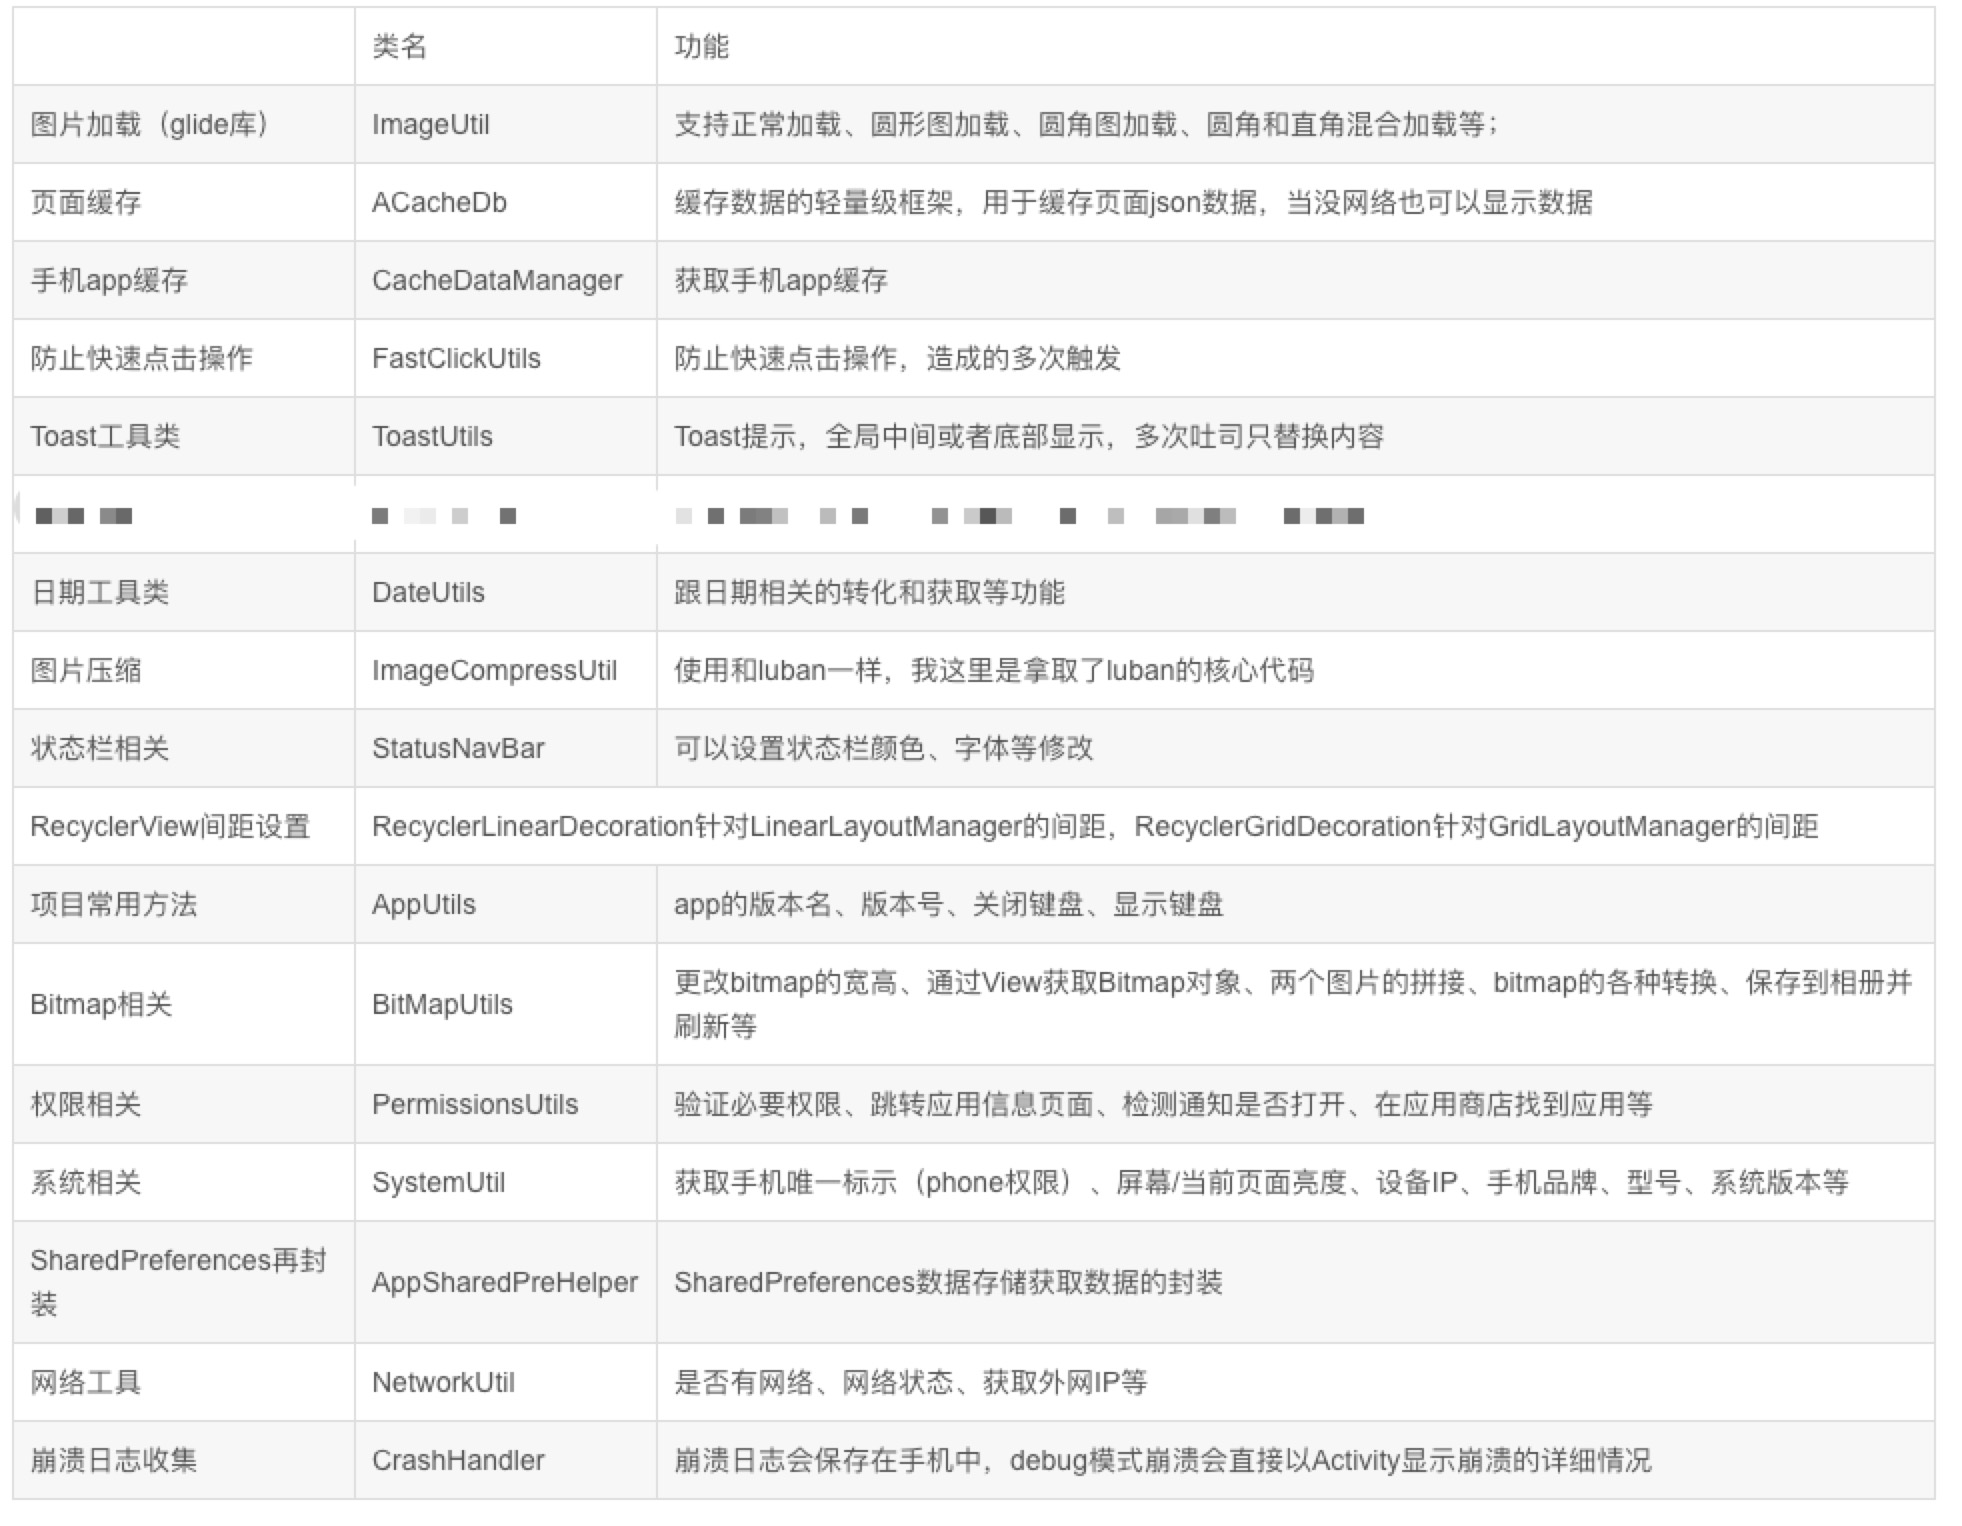 类名 功能
图片加载（glide库） ImageUtil 支持正常加载、圆形图加载、圆角图加载、圆角和直角混合加载等；
页面缓存 ACacheDb 缓存数据的轻量级框架，用于缓存页面json数据，当没网络也可以显示数据
手机app缓存 CacheDataManager 获取手机app缓存
防止快速点击操作 FastClickUtils 防止快速点击操作，造成的多次触发
Toast工具类 ToastUtils Toast提示，全局中间或者底部显示，多次吐司只替换内容
日期工具类 DateUtils 跟日期相关的转化和获取等功能
图片压缩 ImageCompressUtil 使用和luban一样，我这里是拿取了luban的核心代码
状态栏相关 StatusNavBar 可以设置状态栏颜色、字体等修改
RecyclerView间距设置 RecyclerLinearDecoration针对LinearLayoutManager的间距，RecyclerGridDecoration针对GridLayoutManager的间距
项目常用方法 AppUtils app的版本名、版本号、关闭键盘、显示键盘
Bitmap相关 BitMapUtils 更改bitmap的宽高、通过View获取Bitmap对象、两个图片的拼接、bitmap的各种转换、保存到相册并
刷新等
权限相关 PermissionsUtils 验证必要权限、跳转应用信息页面、检测通知是否打开、在应用商店找到应用等
系统相关 SystemUtil 获取手机唯一标示（phone权限）、屏幕/当前页面亮度、设备IP、手机品牌、型号、系统版本等
SharedPreferences再封
装 AppSharedPreHelper SharedPreferences数据存储获取数据的封装
网络工具 NetworkUtil 是否有网络、网络状态、获取外网IP等
崩溃日志收集 CrashHandler 崩溃日志会保存在手机中，debug模式崩溃会直接以Activity显示崩溃的详细情况